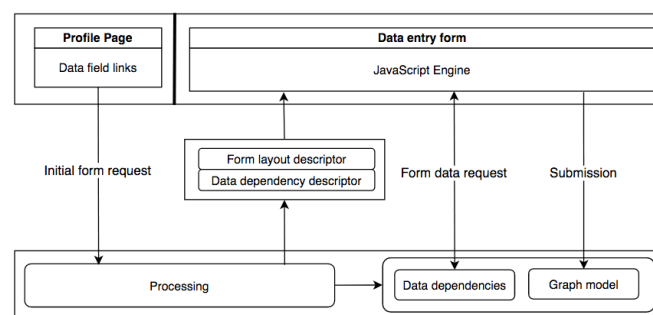 Profile Page
Data entry form
Data field links
JavaScript Engine
Form layout descriptor
Data dependency descriptor
Initial form request
Form data request
Submission
Processing
Data dependencies
Graph model